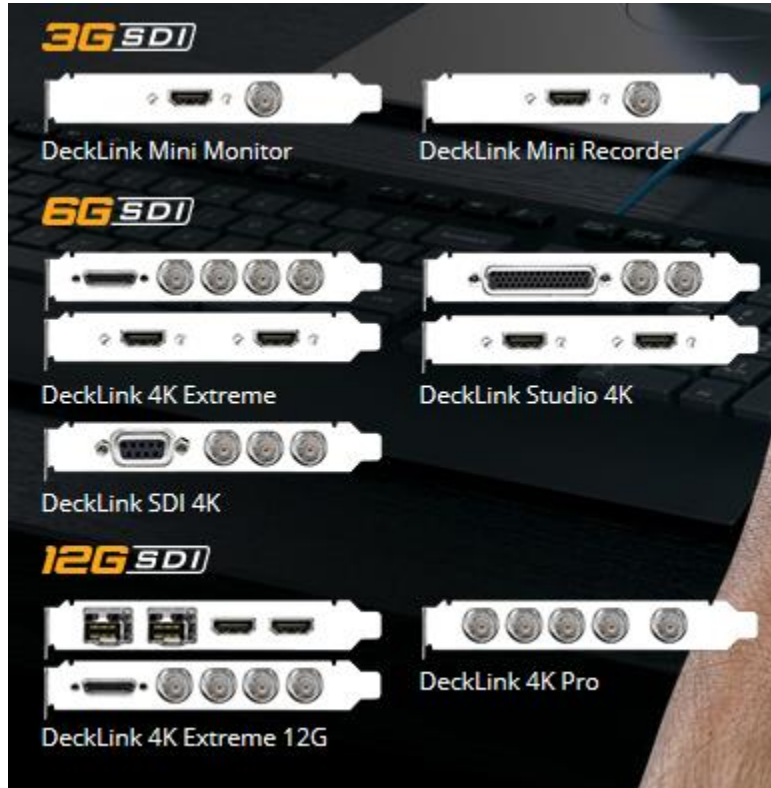 3G SDI
DeckLink Mini Monitor
DeckLink Mini Recorder
6G SDI
DeckLink 4K Extreme
DeckLink Studio 4K
DeckLink SDI 4K
12G SDI
DeckLink 4K Extreme 12G
DeckLink 4K Pro